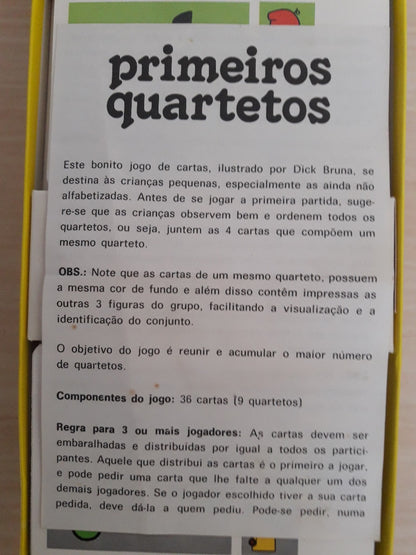 primeiros
quartetos
Este bonito jogo de cartas, ilustrado por Dick Bruna, se
destina às crianças pequenas, especialmente as ainda não
alfabetizadas. Antes de se jogar a primeira partida, suge-
re-se que as crianças observem bem e ordenem todos os
quartetos, ou seja, juntem as 4 cartas que compõem um
mesmo quarteto.
OBS.: Note que as cartas de um mesmo quarteto, possuem
a mesma cor de fundo e além disso contêm impressas as
outras 3 figuras do grupo, facilitando a visualização e a
identificação do conjunto.
O objetivo do jogo é reunir e acumular o maior número
de quartetos.
Componentes do jogo: 36 cartas (9 quartetos)
Regra para 3 ou mais jogadores: As cartas devem ser
embaralhadas e distribuidas por igual a todos os partici-
pantes. Aquele que distribui as cartas é o primeiro a jogar,
e pode pedir uma carta que lhe falte a qualquer um dos
demais jogadores. Se o jogador escolhido tiver a sua carta
pedida, deve dá-la a quem pediu. Pode-se pedir, numa